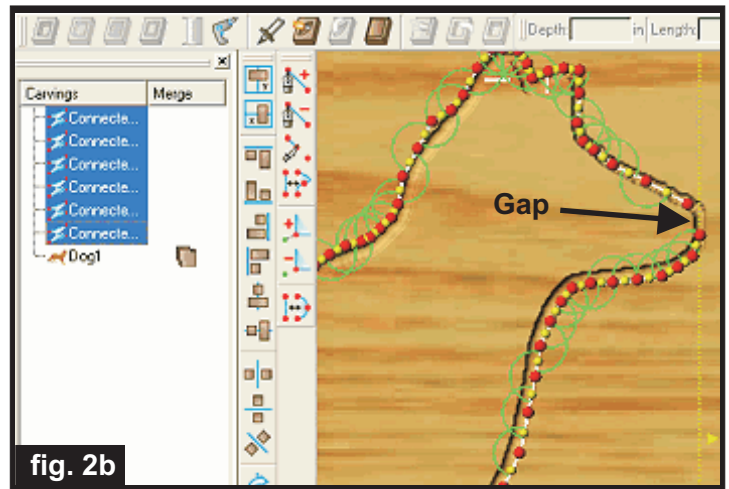 Depth: in Length:
Carvings Merge
Connecte...
Connecte...
Connecte...
Connecte...
Connecte...
Connecte...
Dog1
Gap
fig. 2b